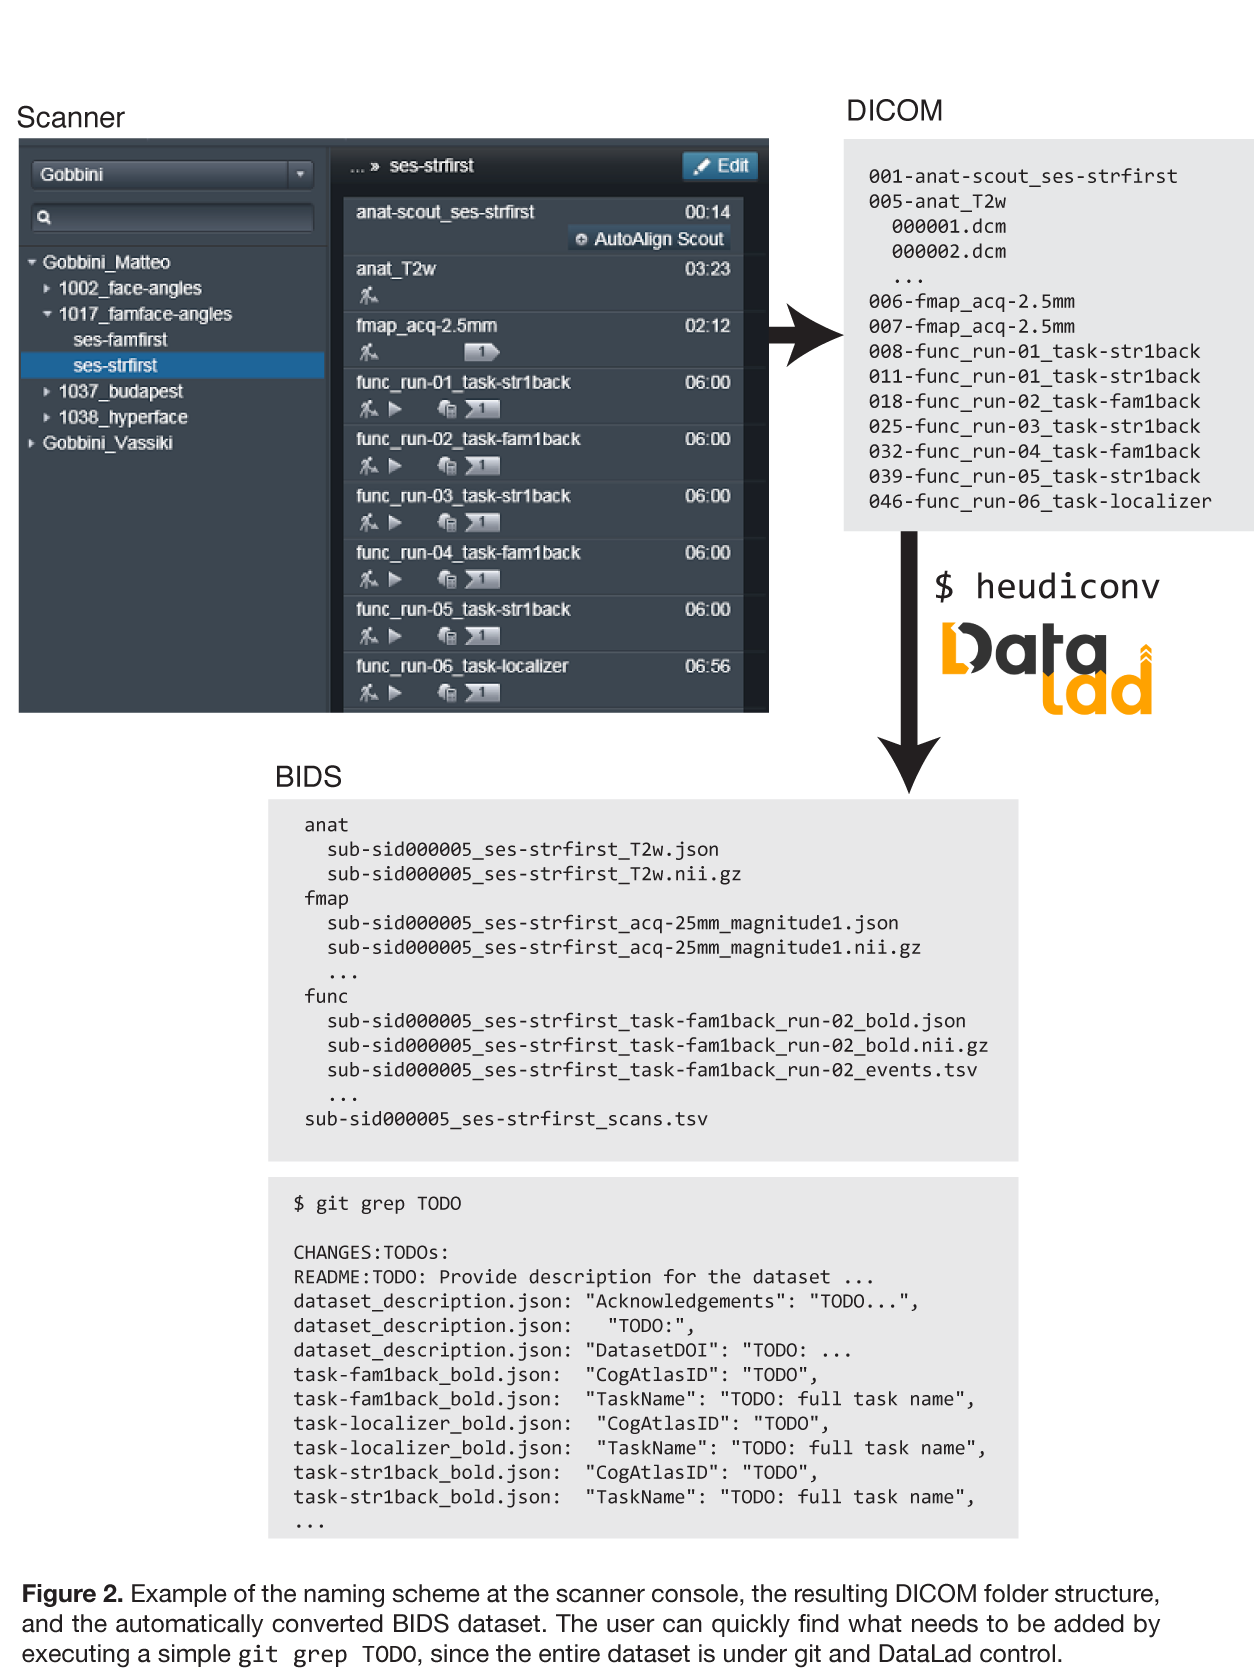 Scanner
Gobbini
Gobbini_Matteo
1002_face-angles
1017_famface-angles
ses-famfirst
ses-strfirst
1037_budapest
1038_hyperface
Gobbini_Vassiki
... » ses-strfirst
Edit
anat-scout_ses-strfirst 00:14
AutoAlign Scout
anat_T2w 03:23
fmap_acq-2.5mm 02:12
1
func_run-01_task-str1back 06:00
1
func_run-02_task-fam1back 06:00
1
func_run-03_task-str1back 06:00
1
func_run-04_task-fam1back 06:00
1
func_run-05_task-str1back 06:00
1
func_run-06_task-localizer 06:56
1
DICOM
001-anat-scout_ses-strfirst
005-anat_T2w
000001.dcm
000002.dcm
...
006-fmap_acq-2.5mm
007-fmap_acq-2.5mm
008-func_run-01_task-str1back
011-func_run-01_task-str1back
018-func_run-02_task-fam1back
025-func_run-03_task-str1back
032-func_run-04_task-fam1back
039-func_run-05_task-str1back
046-func_run-06_task-localizer
$ heudiconv
Data
lad
BIDS
anat
sub-sid000005_ses-strfirst_T2w.json
sub-sid000005_ses-strfirst_T2w.nii.gz
fmap
sub-sid000005_ses-strfirst_acq-25mm_magnitude1.json
sub-sid000005_ses-strfirst_acq-25mm_magnitude1.nii.gz
...
func
sub-sid000005_ses-strfirst_task-fam1back_run-02_bold.json
sub-sid000005_ses-strfirst_task-fam1back_run-02_bold.nii.gz
sub-sid000005_ses-strfirst_task-fam1back_run-02_events.tsv
...
sub-sid000005_ses-strfirst_scans.tsv
$ git grep TODO
CHANGES:TODOs:
README:TODO: Provide description for the dataset ...
dataset_description.json: "Acknowledgements": "TODO...",
dataset_description.json: "TODO:",
dataset_description.json: "DatasetDOI": "TODO: ...
task-fam1back_bold.json: "CogAtlasID": "TODO",
task-fam1back_bold.json: "TaskName": "TODO: full task name",
task-localizer_bold.json: "CogAtlasID": "TODO",
task-localizer_bold.json: "TaskName": "TODO: full task name",
task-str1back_bold.json: "CogAtlasID": "TODO",
task-str1back_bold.json: "TaskName": "TODO: full task name",
...
Figure 2. Example of the naming scheme at the scanner console, the resulting DICOM folder structure,
and the automatically converted BIDS dataset. The user can quickly find what needs to be added by
executing a simple git grep TODO, since the entire dataset is under git and DataLad control.